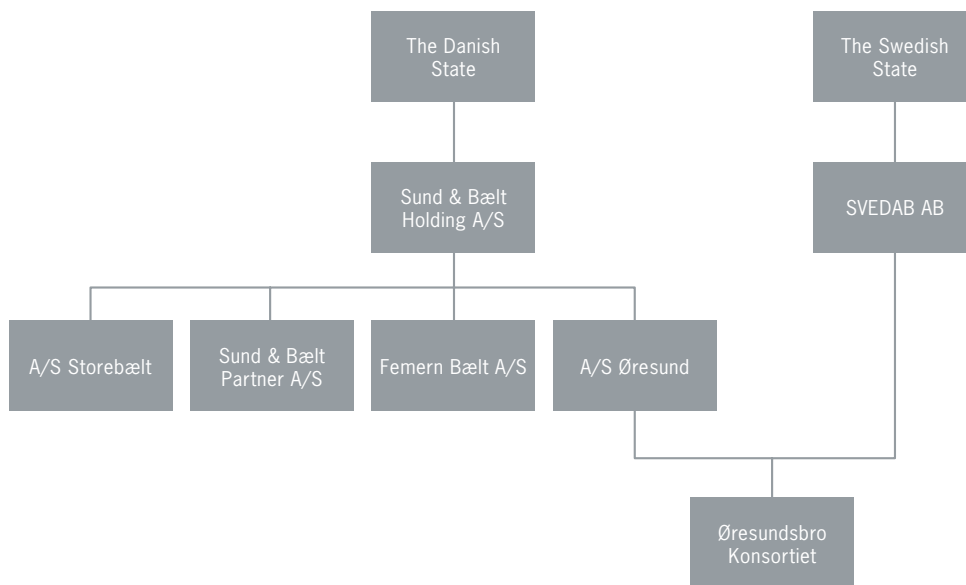 The Danish
State
The Swedish
State
Sund & Bælt
Holding A/S
SVEDAB AB
A/S Storebælt
Sund & Bælt
Partner A/S
Femern Bælt A/S
A/S Øresund
Øresundsbro
Konsortiet